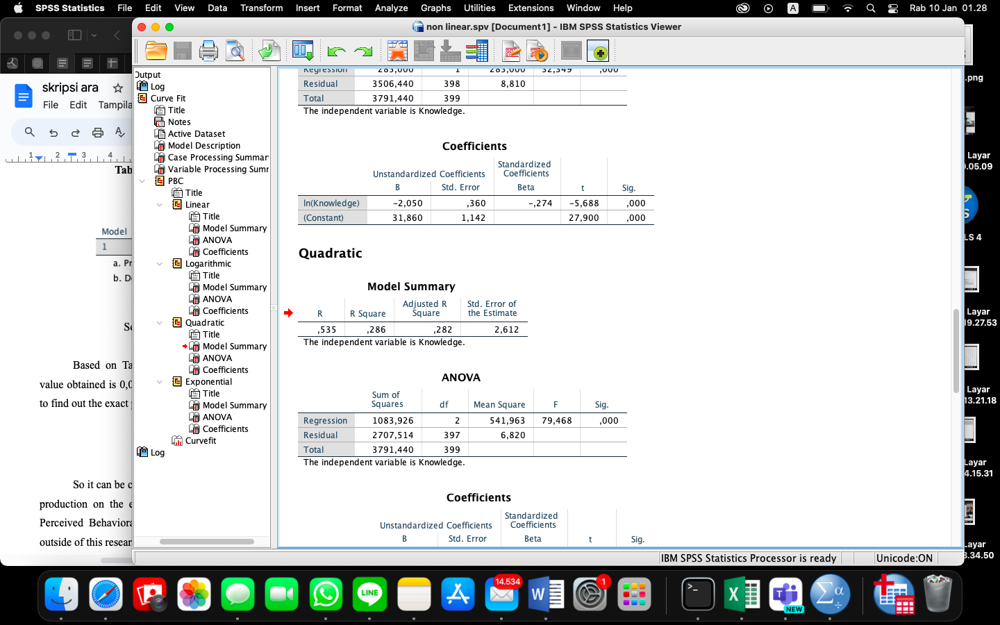 SPSS Statistics File Edit View Data Transform Insert Format Analyze Graphs Utilities Extensions Window Help A Rab 10 Jan 01.28
non linear.spv [Document1] - IBM SPSS Statistics Viewer
skripsi ara
File Edit Tampila
1 2 3 4
Tab
Model
1
a. Pr
b. D
So
Based on Ta
value obtained is 0,0
to find out the exact
So it can be c
production on the e
Perceived Behaviora
outside of this resear
Output
Log
Curve Fit
Title
Notes
Active Dataset
Model Description
Case Processing Summar
Variable Processing Summ
PBC
Title
Linear
Title
Model Summary
ANOVA
Coefficients
Logarithmic
Title
Model Summary
ANOVA
Coefficients
Quadratic
Title
Model Summary
ANOVA
Coefficients
Exponential
Title
Model Summary
ANOVA
Coefficients
Curvefit
Log
Regression 285,000 1 285,000 32,349 ,000
Residual 3506,440 398 8,810
Total 3791,440 399
The independent variable is Knowledge.
Coefficients
Unstandardized Coefficients Standardized Coefficients
B Std. Error Beta t Sig.
ln(Knowledge) -2,050 ,360 -,274 -5,688 ,000
(Constant) 31,860 1,142 27,900 ,000
Quadratic
Model Summary
R R Square Adjusted R Square Std. Error of the Estimate
,535 ,286 ,282 2,612
The independent variable is Knowledge.
ANOVA
Sum of Squares df Mean Square F Sig.
Regression 1083,926 2 541,963 79,468 ,000
Residual 2707,514 397 6,820
Total 3791,440 399
The independent variable is Knowledge.
Coefficients
Unstandardized Coefficients Standardized Coefficients
B Std. Error Beta t Sig.
IBM SPSS Statistics Processor is ready Unicode:ON
.png
Layar
.05.09
LS 4
Layar
19.27.53
Layar
13.21.18
Layar
4.15.31
Layar
3.34.50
LINE
14.534
W
1
X
NEW
Σα